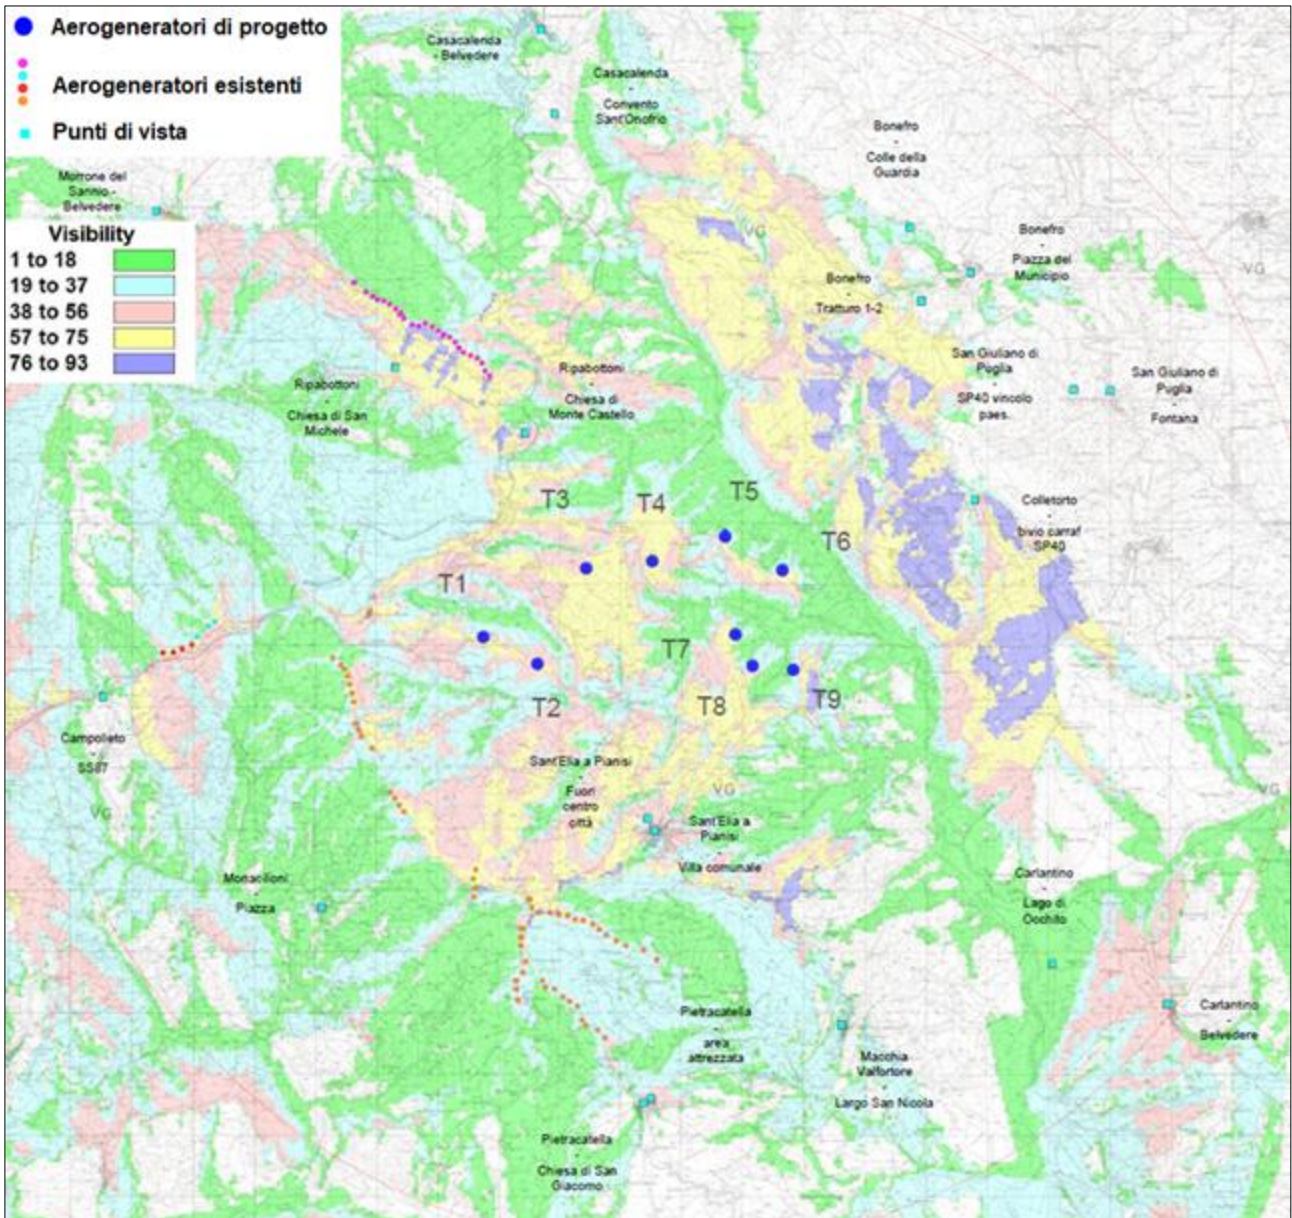 Aerogeneratori di progetto
Aerogeneratori esistenti
Punti di vista
Casacalenda
- Belvedere
Casacalenda
-
Convento
Sant'Onofrio
Bonefro
-
Colle della
Guardia
Morrone del
Sannio -
Belvedere
Visibility
1 to 18
19 to 37
38 to 56
57 to 75
76 to 93
VG
Bonefro
-
Piazza del
Municipio
VG
Bonefro
-
Tratturo 1-2
San Giuliano di
Puglia
-
SP40 vincolo
paes.
San Giuliano di
Puglia
-
Fontana
Ripabottoni
-
Chiesa di
Monte Castello
Ripabottoni
-
Chiesa di San
Michele
T3
T4
T5
T6
Colletorto
-
bivio carraf
SP40
T1
T7
T2
T8
T9
Campolieto
-
SS87
VG
Sant'Elia a Pianisi
-
Fuori
centro
città
VG
VG
Sant'Elia a
Pianisi
-
Villa comunale
Monacilioni
-
Piazza
Carlantino
-
Lago di
Occhito
Carlantino
-
Belvedere
Pietracatella
-
area
attrezzata
Macchia
Valfortore
-
Largo San Nicola
Pietracatella
-
Chiesa di San
Giacomo